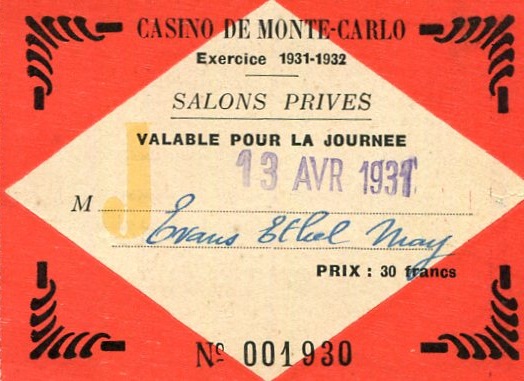 CASINO DE MONTE-CARLO
Exercice 1931-1932
SALONS PRIVES
VALABLE POUR LA JOURNEE
13 AVR 1931
J
M
Evans Ethel May
PRIX : 30 francs
Nº 001930